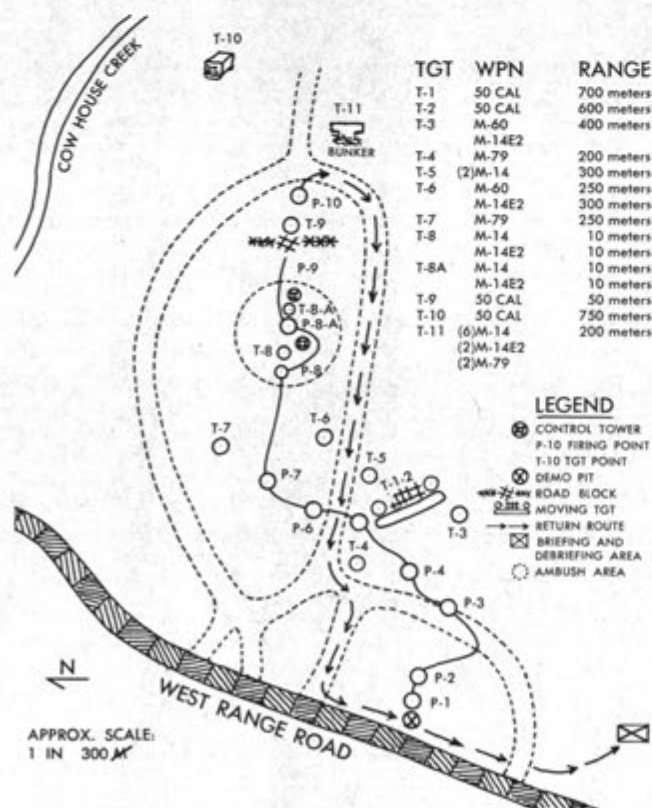 T-10
COW HOUSE CREEK
T-11
BUNKER
P-10
T-9
P-9
T-8-A
P-8-A
T-8
P-8
T-7
T-6
T-5
P-7
T-1-2
P-6
T-3
T-4
P-4
P-3
P-2
P-1
N
WEST RANGE ROAD
APPROX. SCALE:
1 IN 300 M
TGT WPN RANGE
T-1 50 CAL 700 meters
T-2 50 CAL 600 meters
T-3 M-60 400 meters
M-14E2
T-4 M-79 200 meters
T-5 (2)M-14 300 meters
T-6 M-60 250 meters
M-14E2 300 meters
T-7 M-79 250 meters
T-8 M-14 10 meters
M-14E2 10 meters
T-8A M-14 10 meters
M-14E2 10 meters
T-9 50 CAL 50 meters
T-10 50 CAL 750 meters
T-11 (6)M-14 200 meters
(2)M-14E2
(2)M-79
LEGEND
CONTROL TOWER
P-10 FIRING POINT
T-10 TGT POINT
DEMO PIT
ROAD BLOCK
MOVING TGT
RETURN ROUTE
BRIEFING AND
DEBRIEFING AREA
AMBUSH AREA